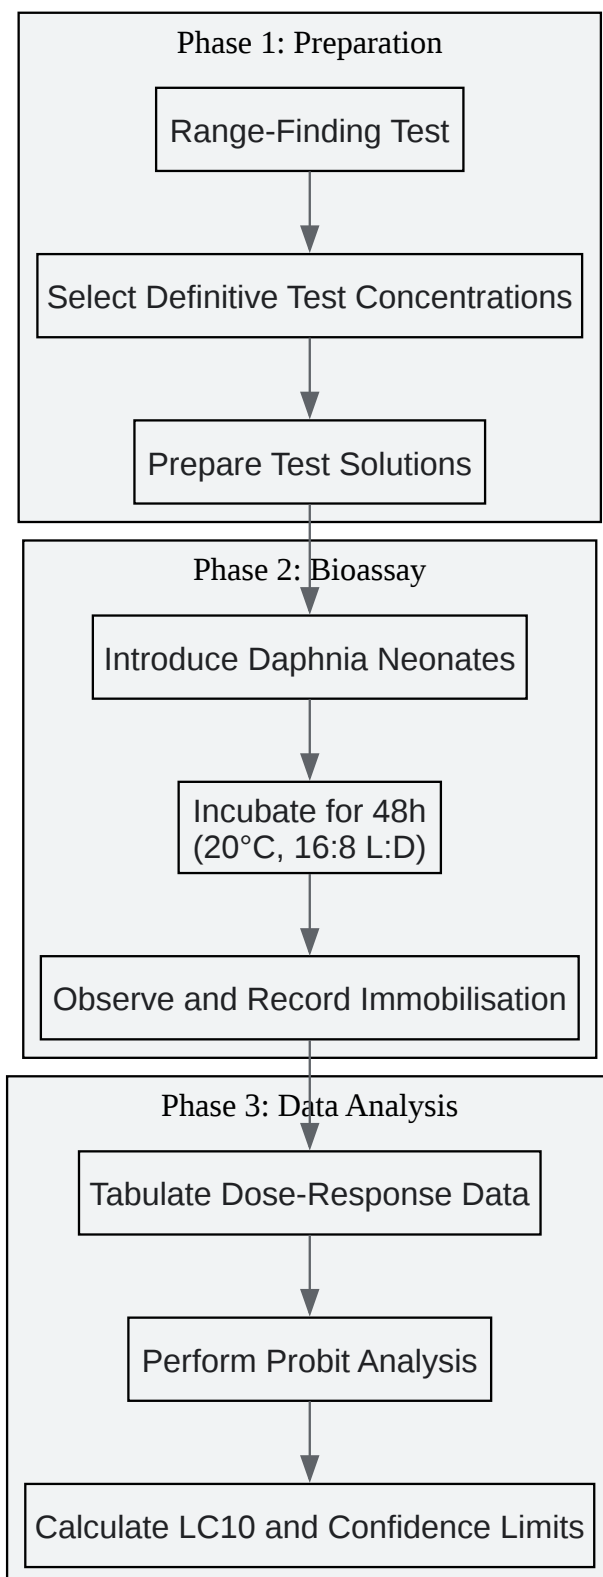 Phase 1: Preparation
Range-Finding Test
Select Definitive Test Concentrations
Prepare Test Solutions
Phase 2: Bioassay
Introduce Daphnia Neonates
Incubate for 48h
(20°C, 16:8 L:D)
Observe and Record Immobilisation
Phase 3: Data Analysis
Tabulate Dose-Response Data
Perform Probit Analysis
Calculate LC10 and Confidence Limits